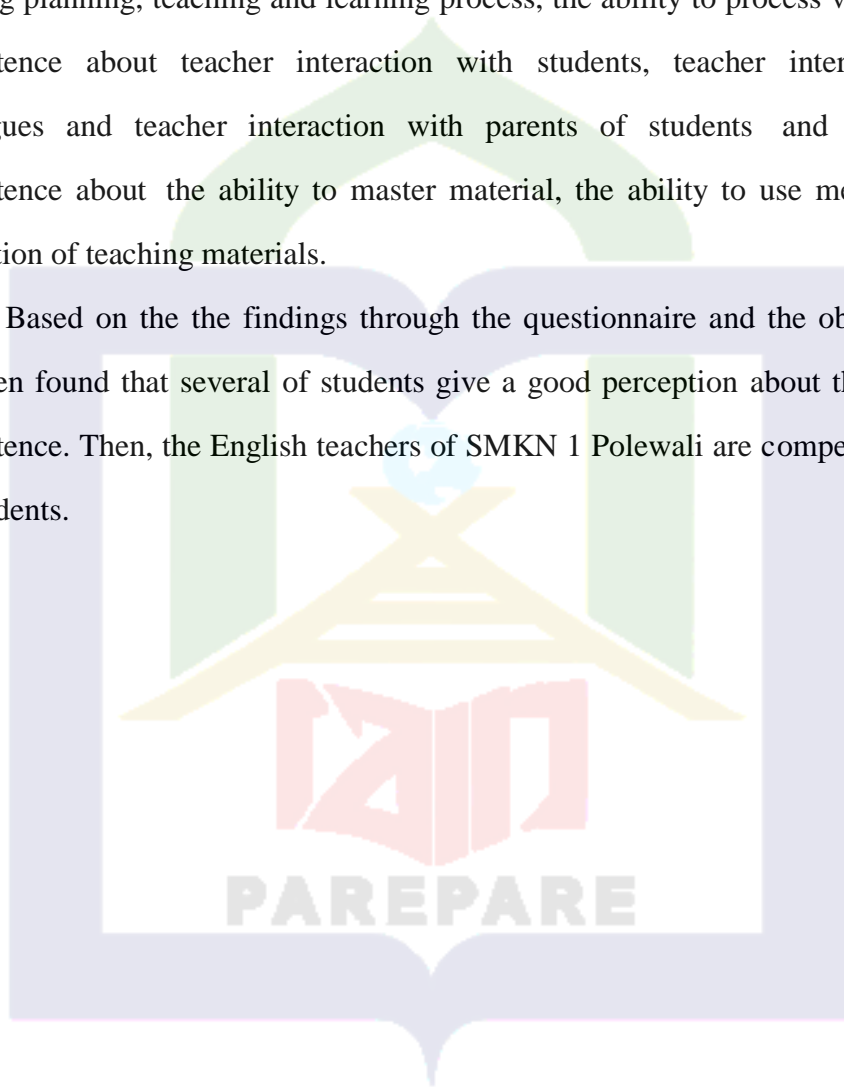 g planning, teaching and learning process, the ability to process v
tence about teacher interaction with students, teacher inter
gues and teacher interaction with parents of students and
tence about the ability to master material, the ability to use me
tion of teaching materials.
Based on the the findings through the questionnaire and the ob
en found that several of students give a good perception about th
tence. Then, the English teachers of SMKN 1 Polewali are compe
dents.
iain
PAREPARE